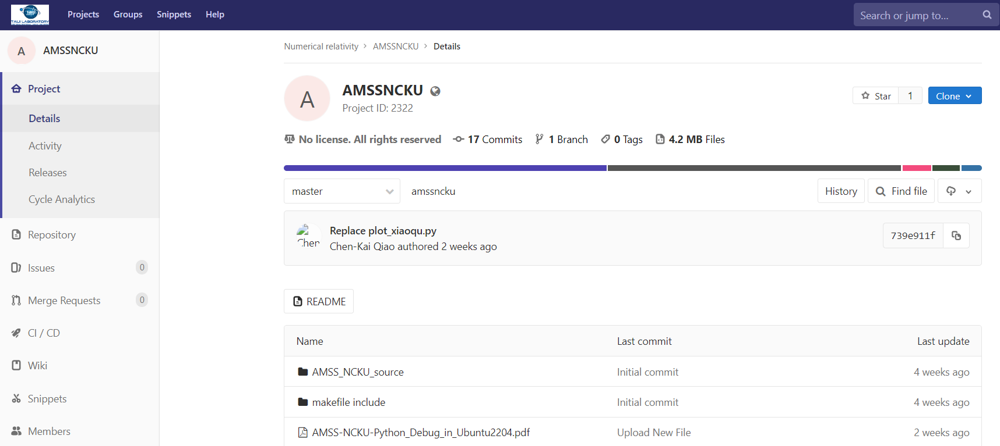 TAIJI LABORATORY
Projects Groups Snippets Help
Search or jump to...
A AMSSNCKU
Project
Details
Activity
Releases
Cycle Analytics
Repository
Issues 0
Merge Requests 0
CI / CD
Wiki
Snippets
Members
Numerical relativity > AMSSNCKU > Details
A
AMSSNCKU
Project ID: 2322
Star 1
Clone
No license. All rights reserved 17 Commits 1 Branch 0 Tags 4.2 MB Files
master amssncku History Find file
Chen
Replace plot_xiaoqu.py
Chen-Kai Qiao authored 2 weeks ago
739e911f
README
Name Last commit Last update
AMSS_NCKU_source Initial commit 4 weeks ago
makefile include Initial commit 4 weeks ago
AMSS-NCKU-Python_Debug_in_Ubuntu2204.pdf Upload New File 2 weeks ago